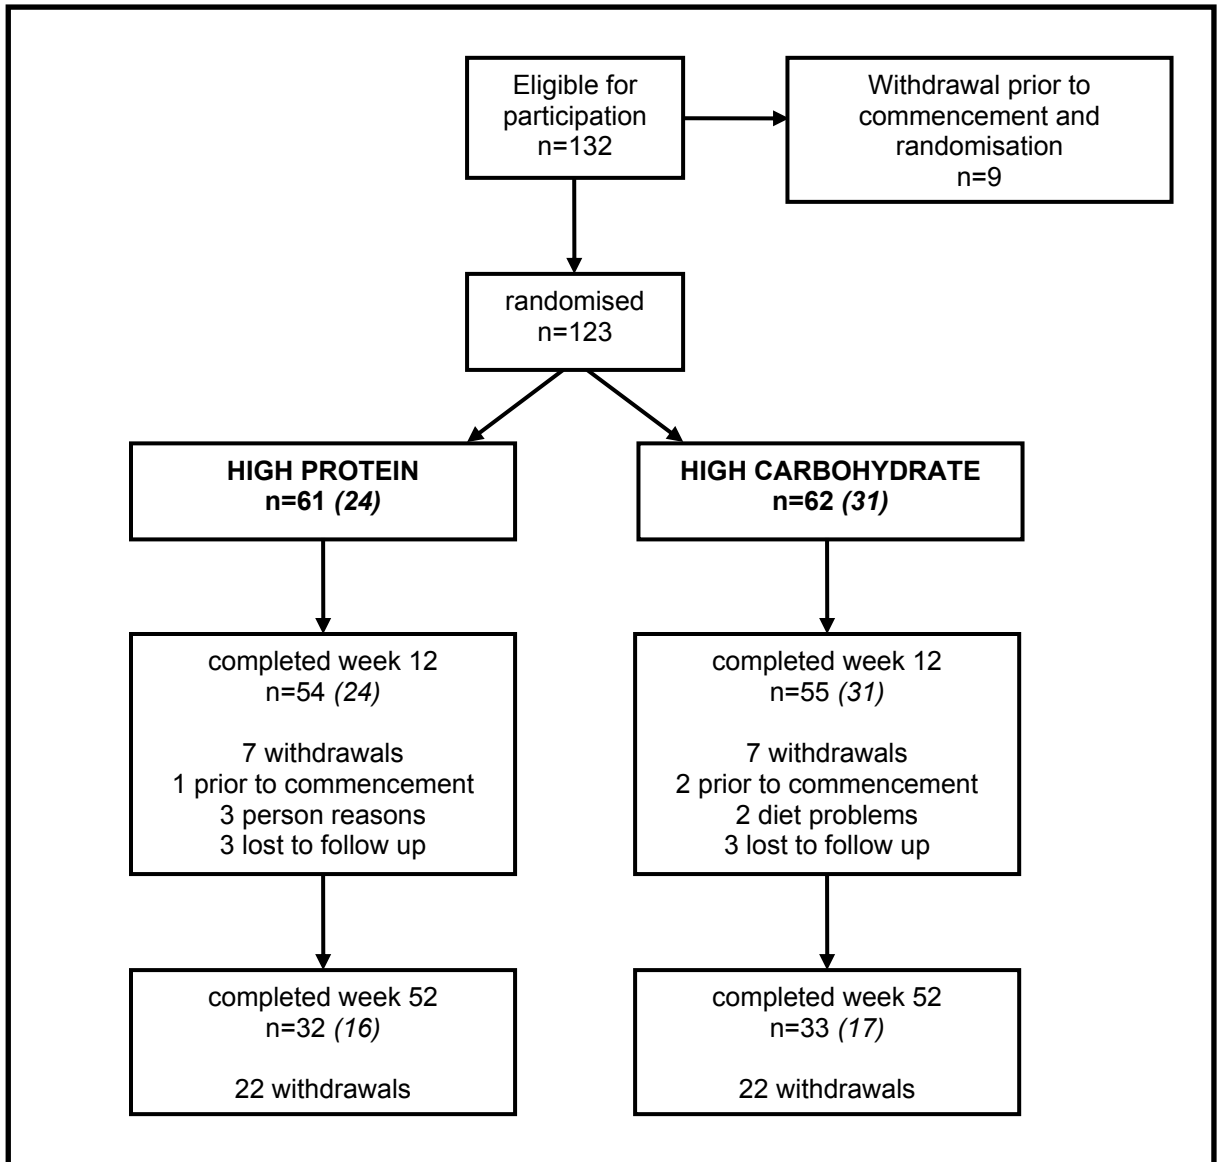 Eligible for
participation
n=132
Withdrawal prior to
commencement and
randomisation
n=9
randomised
n=123
HIGH PROTEIN
n=61 (24)
HIGH CARBOHYDRATE
n=62 (31)
completed week 12
n=54 (24)
7 withdrawals
1 prior to commencement
3 person reasons
3 lost to follow up
completed week 12
n=55 (31)
7 withdrawals
2 prior to commencement
2 diet problems
3 lost to follow up
completed week 52
n=32 (16)
22 withdrawals
completed week 52
n=33 (17)
22 withdrawals